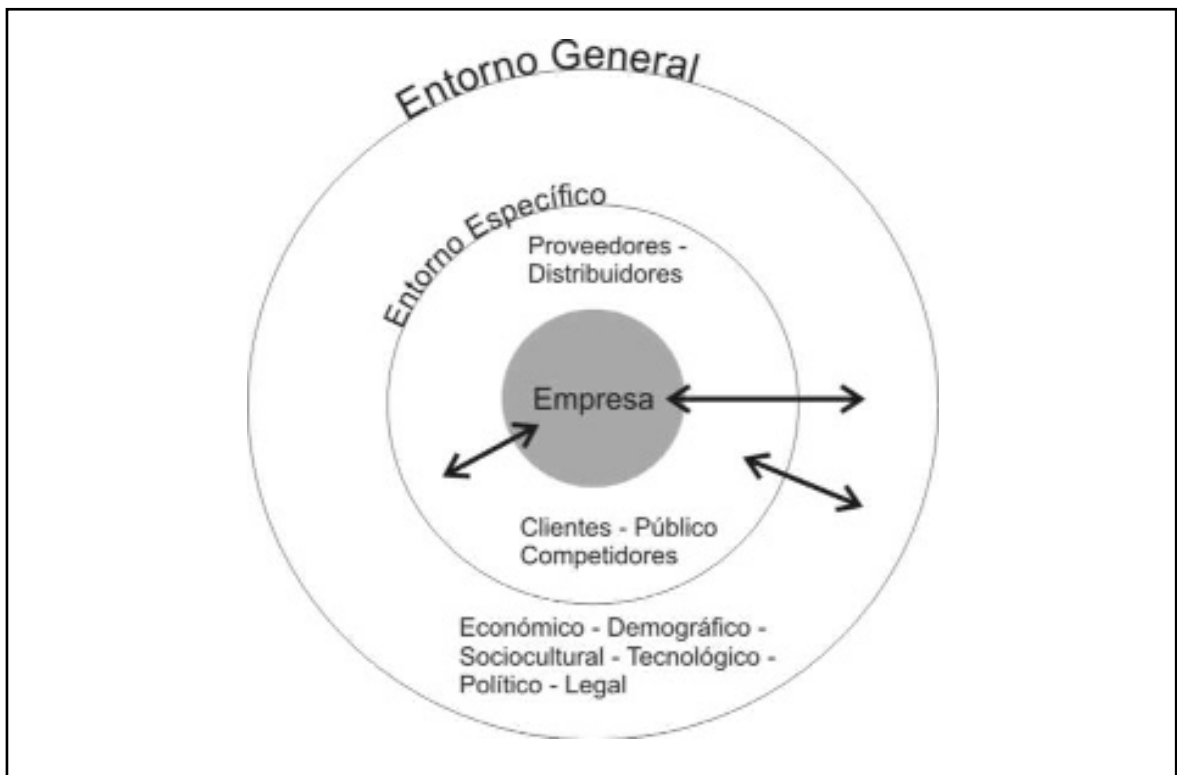 Entorno General
Entorno Específico
Proveedores -
Distribuidores
Empresa
Clientes - Público
Competidores
Económico - Demográfico -
Sociocultural - Tecnológico -
Político - Legal